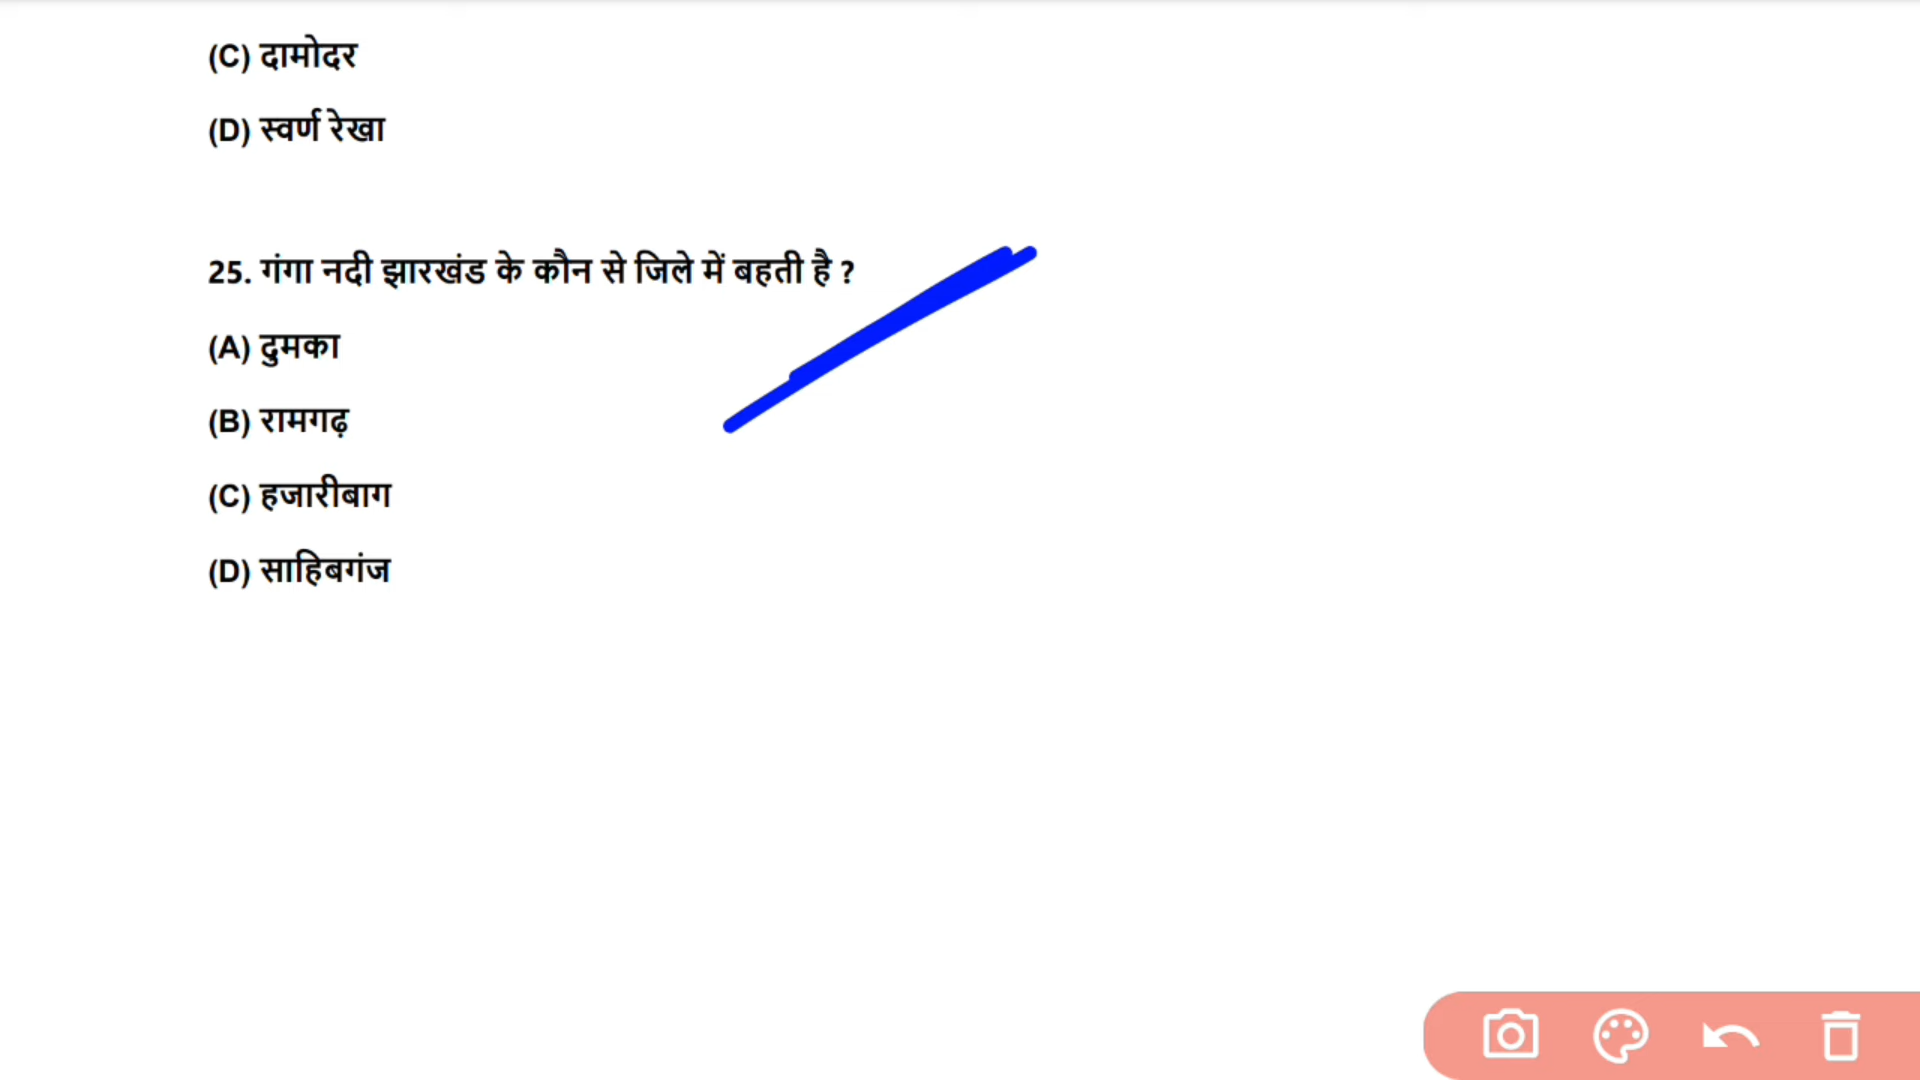 (C) दामोदर
(D) स्वर्ण रेखा
25. गंगा नदी झारखंड के कौन से जिले में बहती है ?
(A) दुमका
(B) रामगढ़
(C) हजारीबाग
(D) साहिबगंज